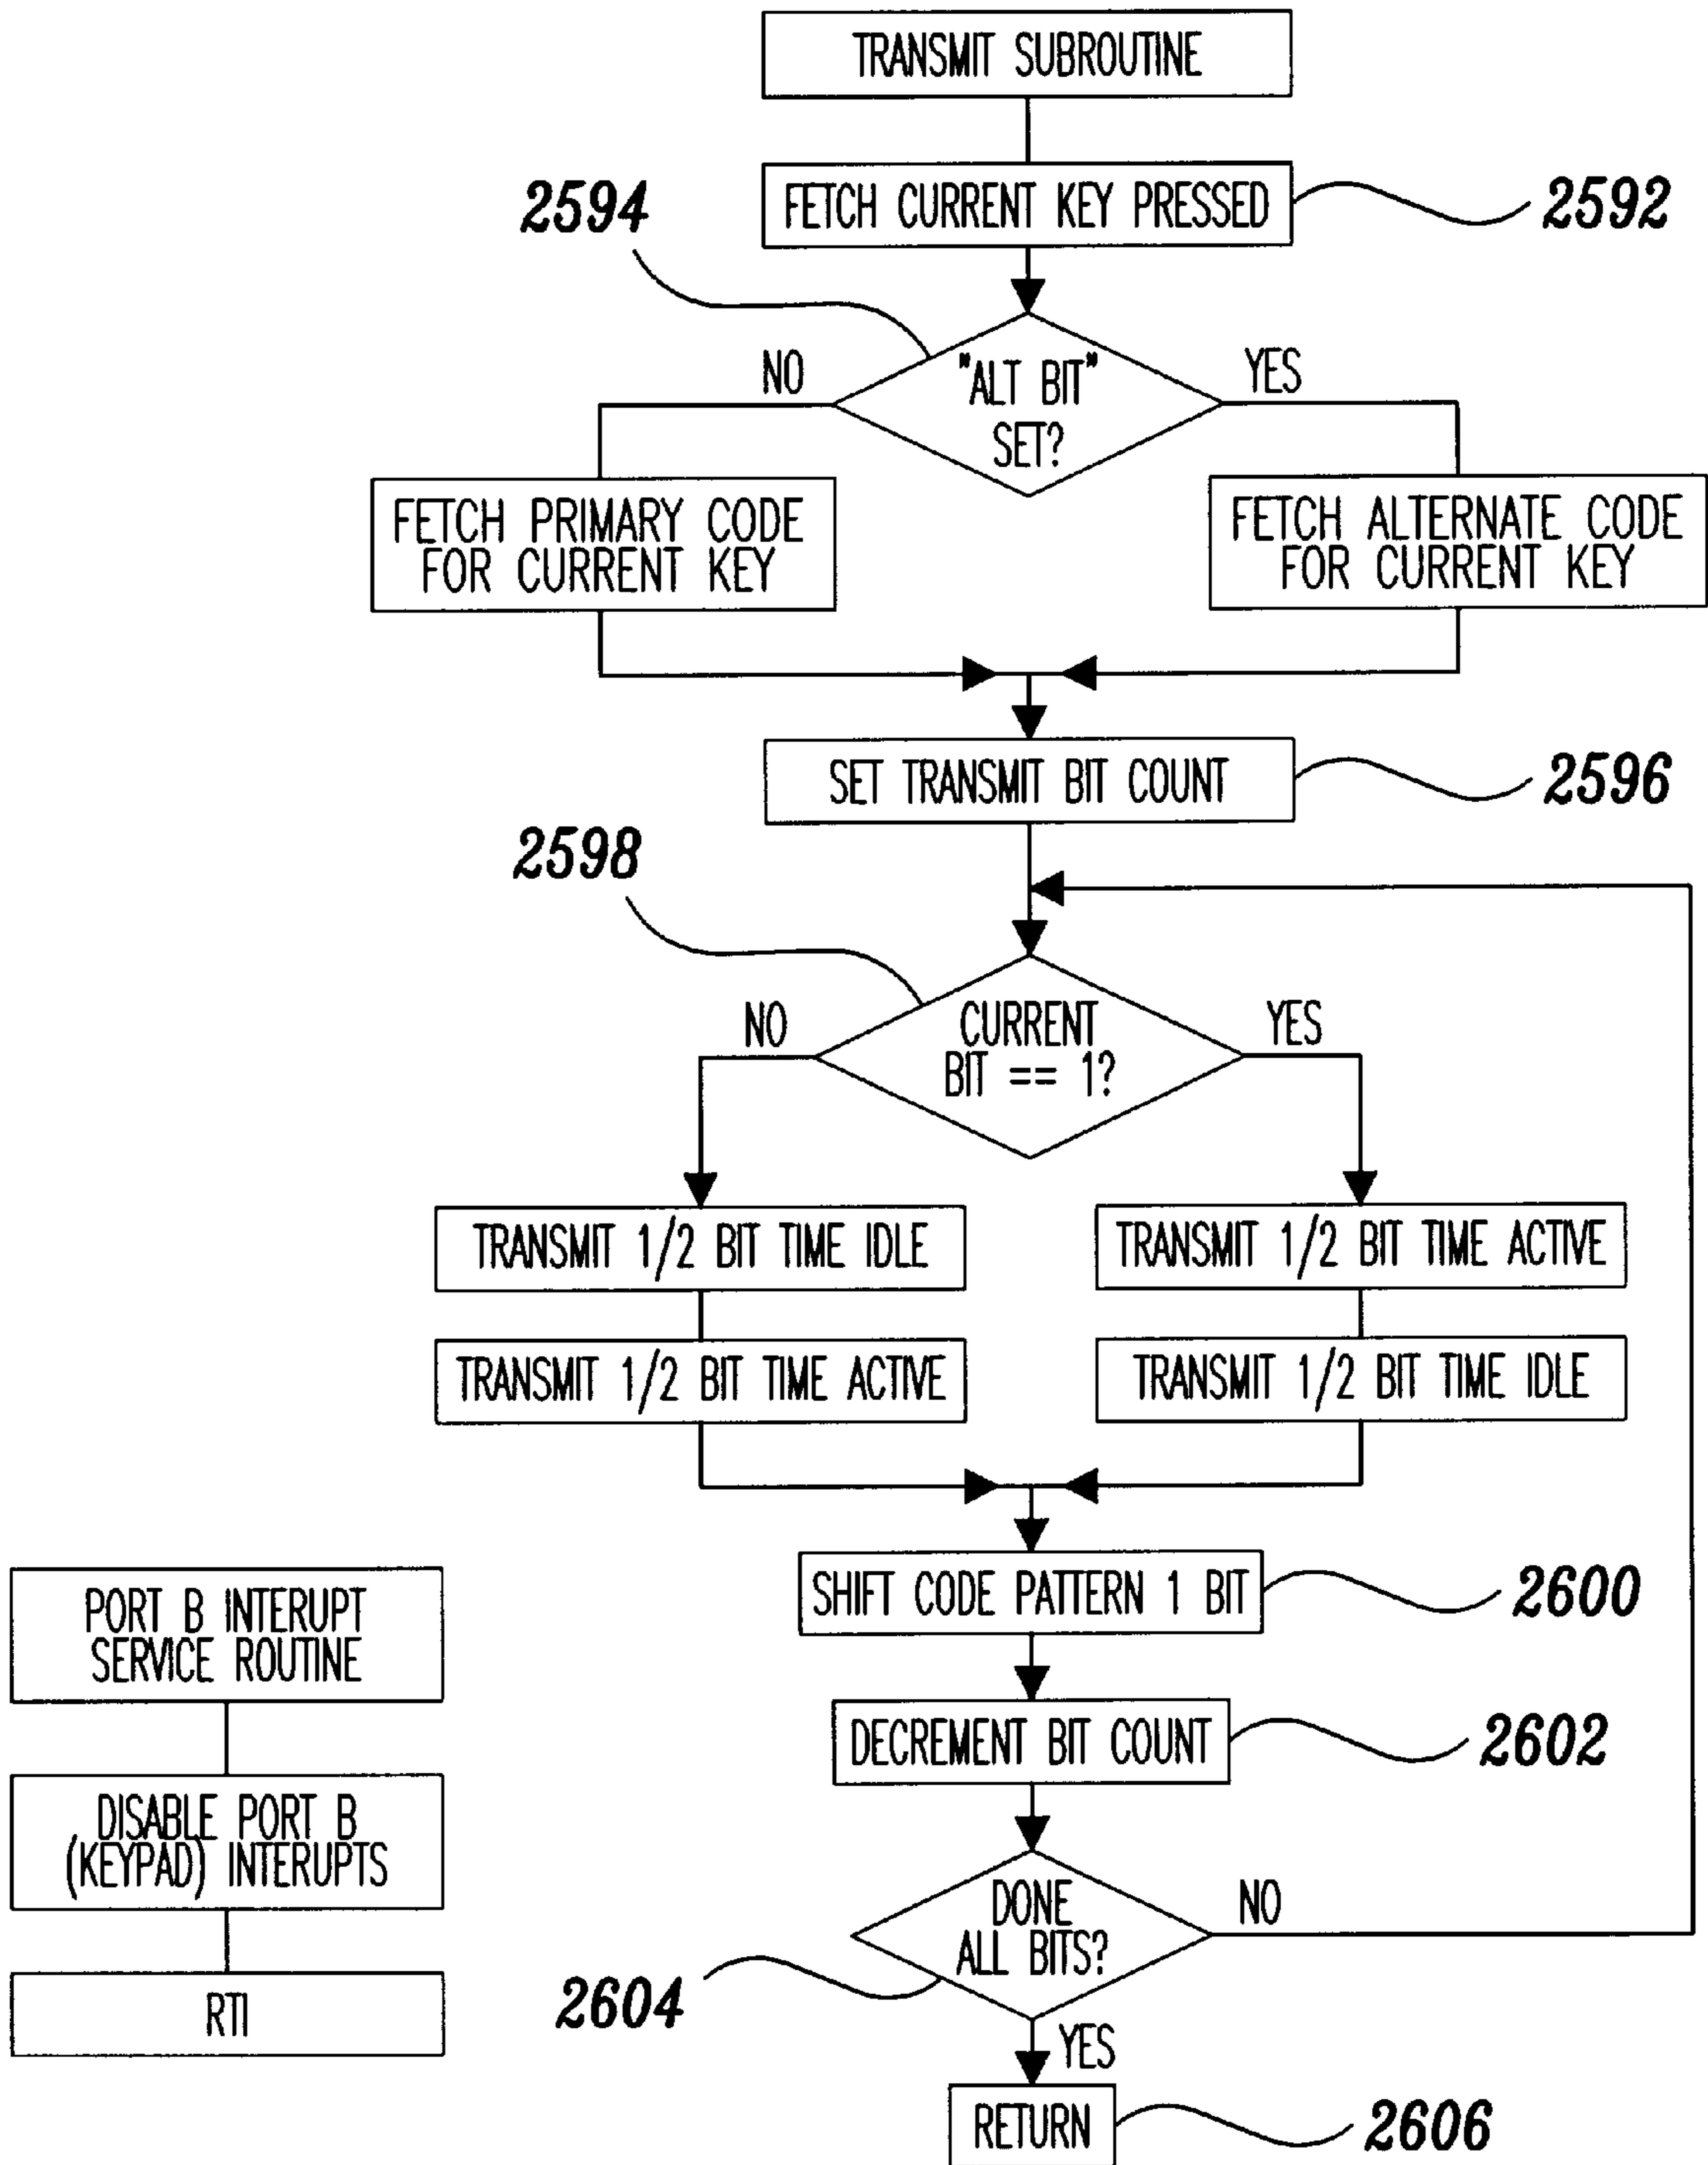 TRANSMIT SUBROUTINE
FETCH CURRENT KEY PRESSED
2592
2594
"ALT BIT"
SET?
NO
YES
FETCH PRIMARY CODE
FOR CURRENT KEY
FETCH ALTERNATE CODE
FOR CURRENT KEY
SET TRANSMIT BIT COUNT
2596
2598
CURRENT
BIT == 1?
NO
YES
TRANSMIT 1/2 BIT TIME IDLE
TRANSMIT 1/2 BIT TIME ACTIVE
TRANSMIT 1/2 BIT TIME ACTIVE
TRANSMIT 1/2 BIT TIME IDLE
SHIFT CODE PATTERN 1 BIT
2600
DECREMENT BIT COUNT
2602
DONE
ALL BITS?
NO
2604
YES
RETURN
2606
PORT B INTERUPT
SERVICE ROUTINE
DISABLE PORT B
(KEYPAD) INTERUPTS
RTI